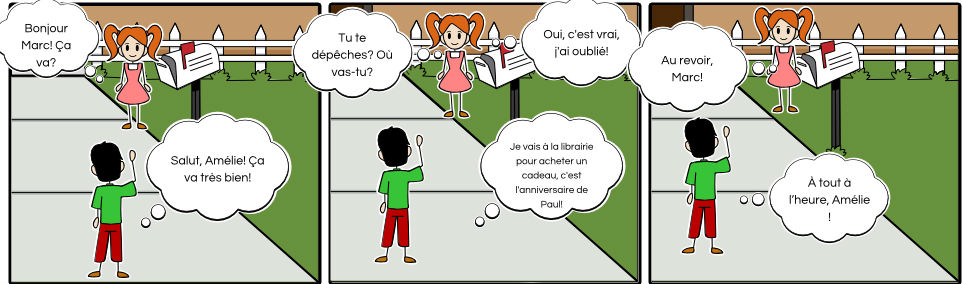 Bonjour
Marc! Ça
va?
Salut, Amélie! Ça
va très bien!
Tu te
dépêches? Où
vas-tu?
Je vais à la librairie
pour acheter un
cadeau, c'est
l'anniversaire de
Paul!
Oui, c'est vrai,
j'ai oublié!
Au revoir,
Marc!
À tout à
l'heure, Amélie
!